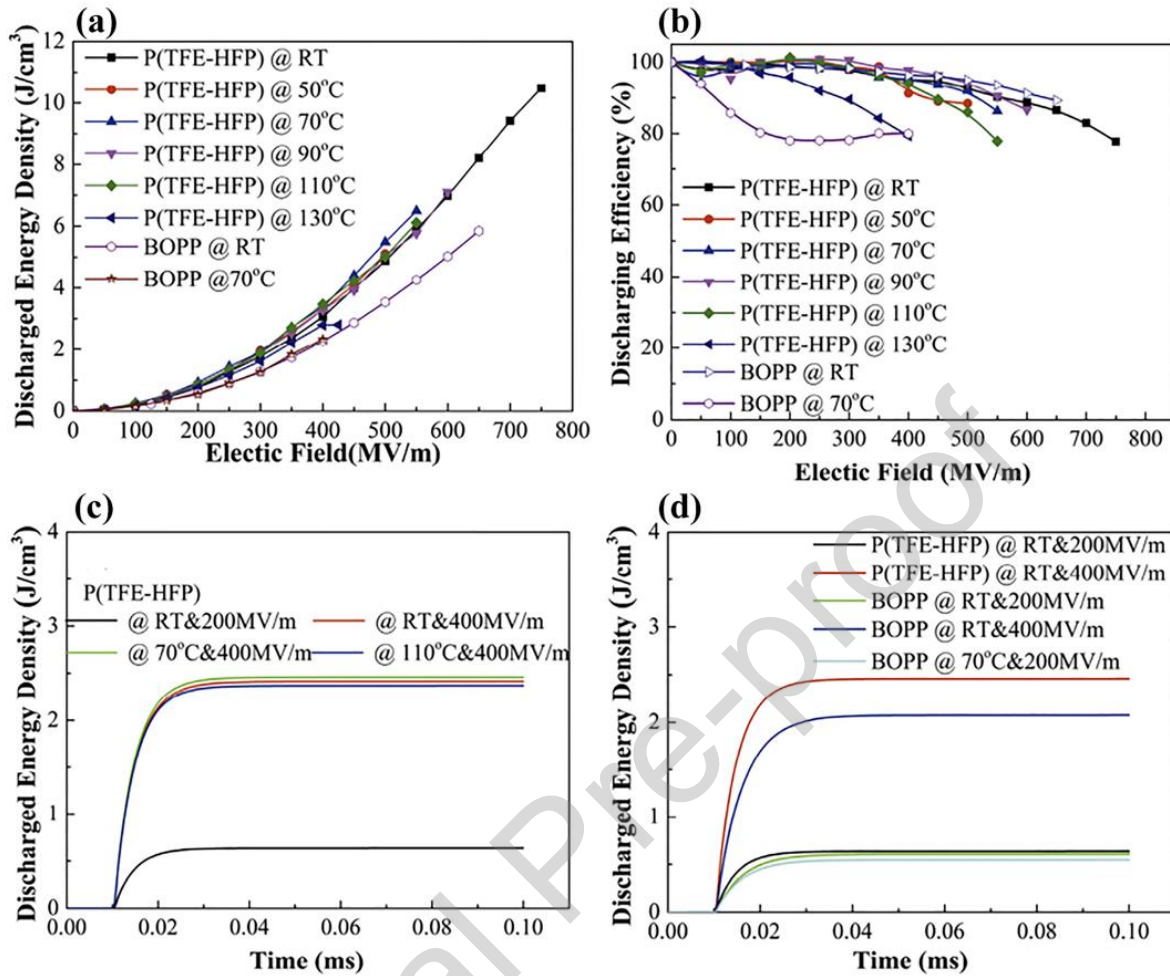 (a)
Discharged Energy Density (J/cm³)
12
10
8
6
4
2
0
P(TFE-HFP) @ RT
P(TFE-HFP) @ 50°C
P(TFE-HFP) @ 70°C
P(TFE-HFP) @ 90°C
P(TFE-HFP) @ 110°C
P(TFE-HFP) @ 130°C
BOPP @ RT
BOPP @70°C
0 100 200 300 400 500 600 700 800
Electic Field(MV/m)
(b)
Discharging Efficiency (%)
100
80
60
40
20
0
P(TFE-HFP) @ RT
P(TFE-HFP) @ 50°C
P(TFE-HFP) @ 70°C
P(TFE-HFP) @ 90°C
P(TFE-HFP) @ 110°C
P(TFE-HFP) @ 130°C
BOPP @ RT
BOPP @ 70°C
0 100 200 300 400 500 600 700 800
Electic Field (MV/m)
(c)
Discharged Energy Density (J/cm³)
4
3
2
1
0
P(TFE-HFP)
@ RT&200MV/m @ RT&400MV/m
@ 70°C&400MV/m @ 110°C&400MV/m
0.00 0.02 0.04 0.06 0.08 0.10
Time (ms)
(d)
Discharged Energy Density (J/cm³)
4
3
2
1
0
P(TFE-HFP) @ RT&200MV/m
P(TFE-HFP) @ RT&400MV/m
BOPP @ RT&200MV/m
BOPP @ RT&400MV/m
BOPP @ 70°C&200MV/m
0.00 0.02 0.04 0.06 0.08 0.10
Time (ms)
al Pre-proof